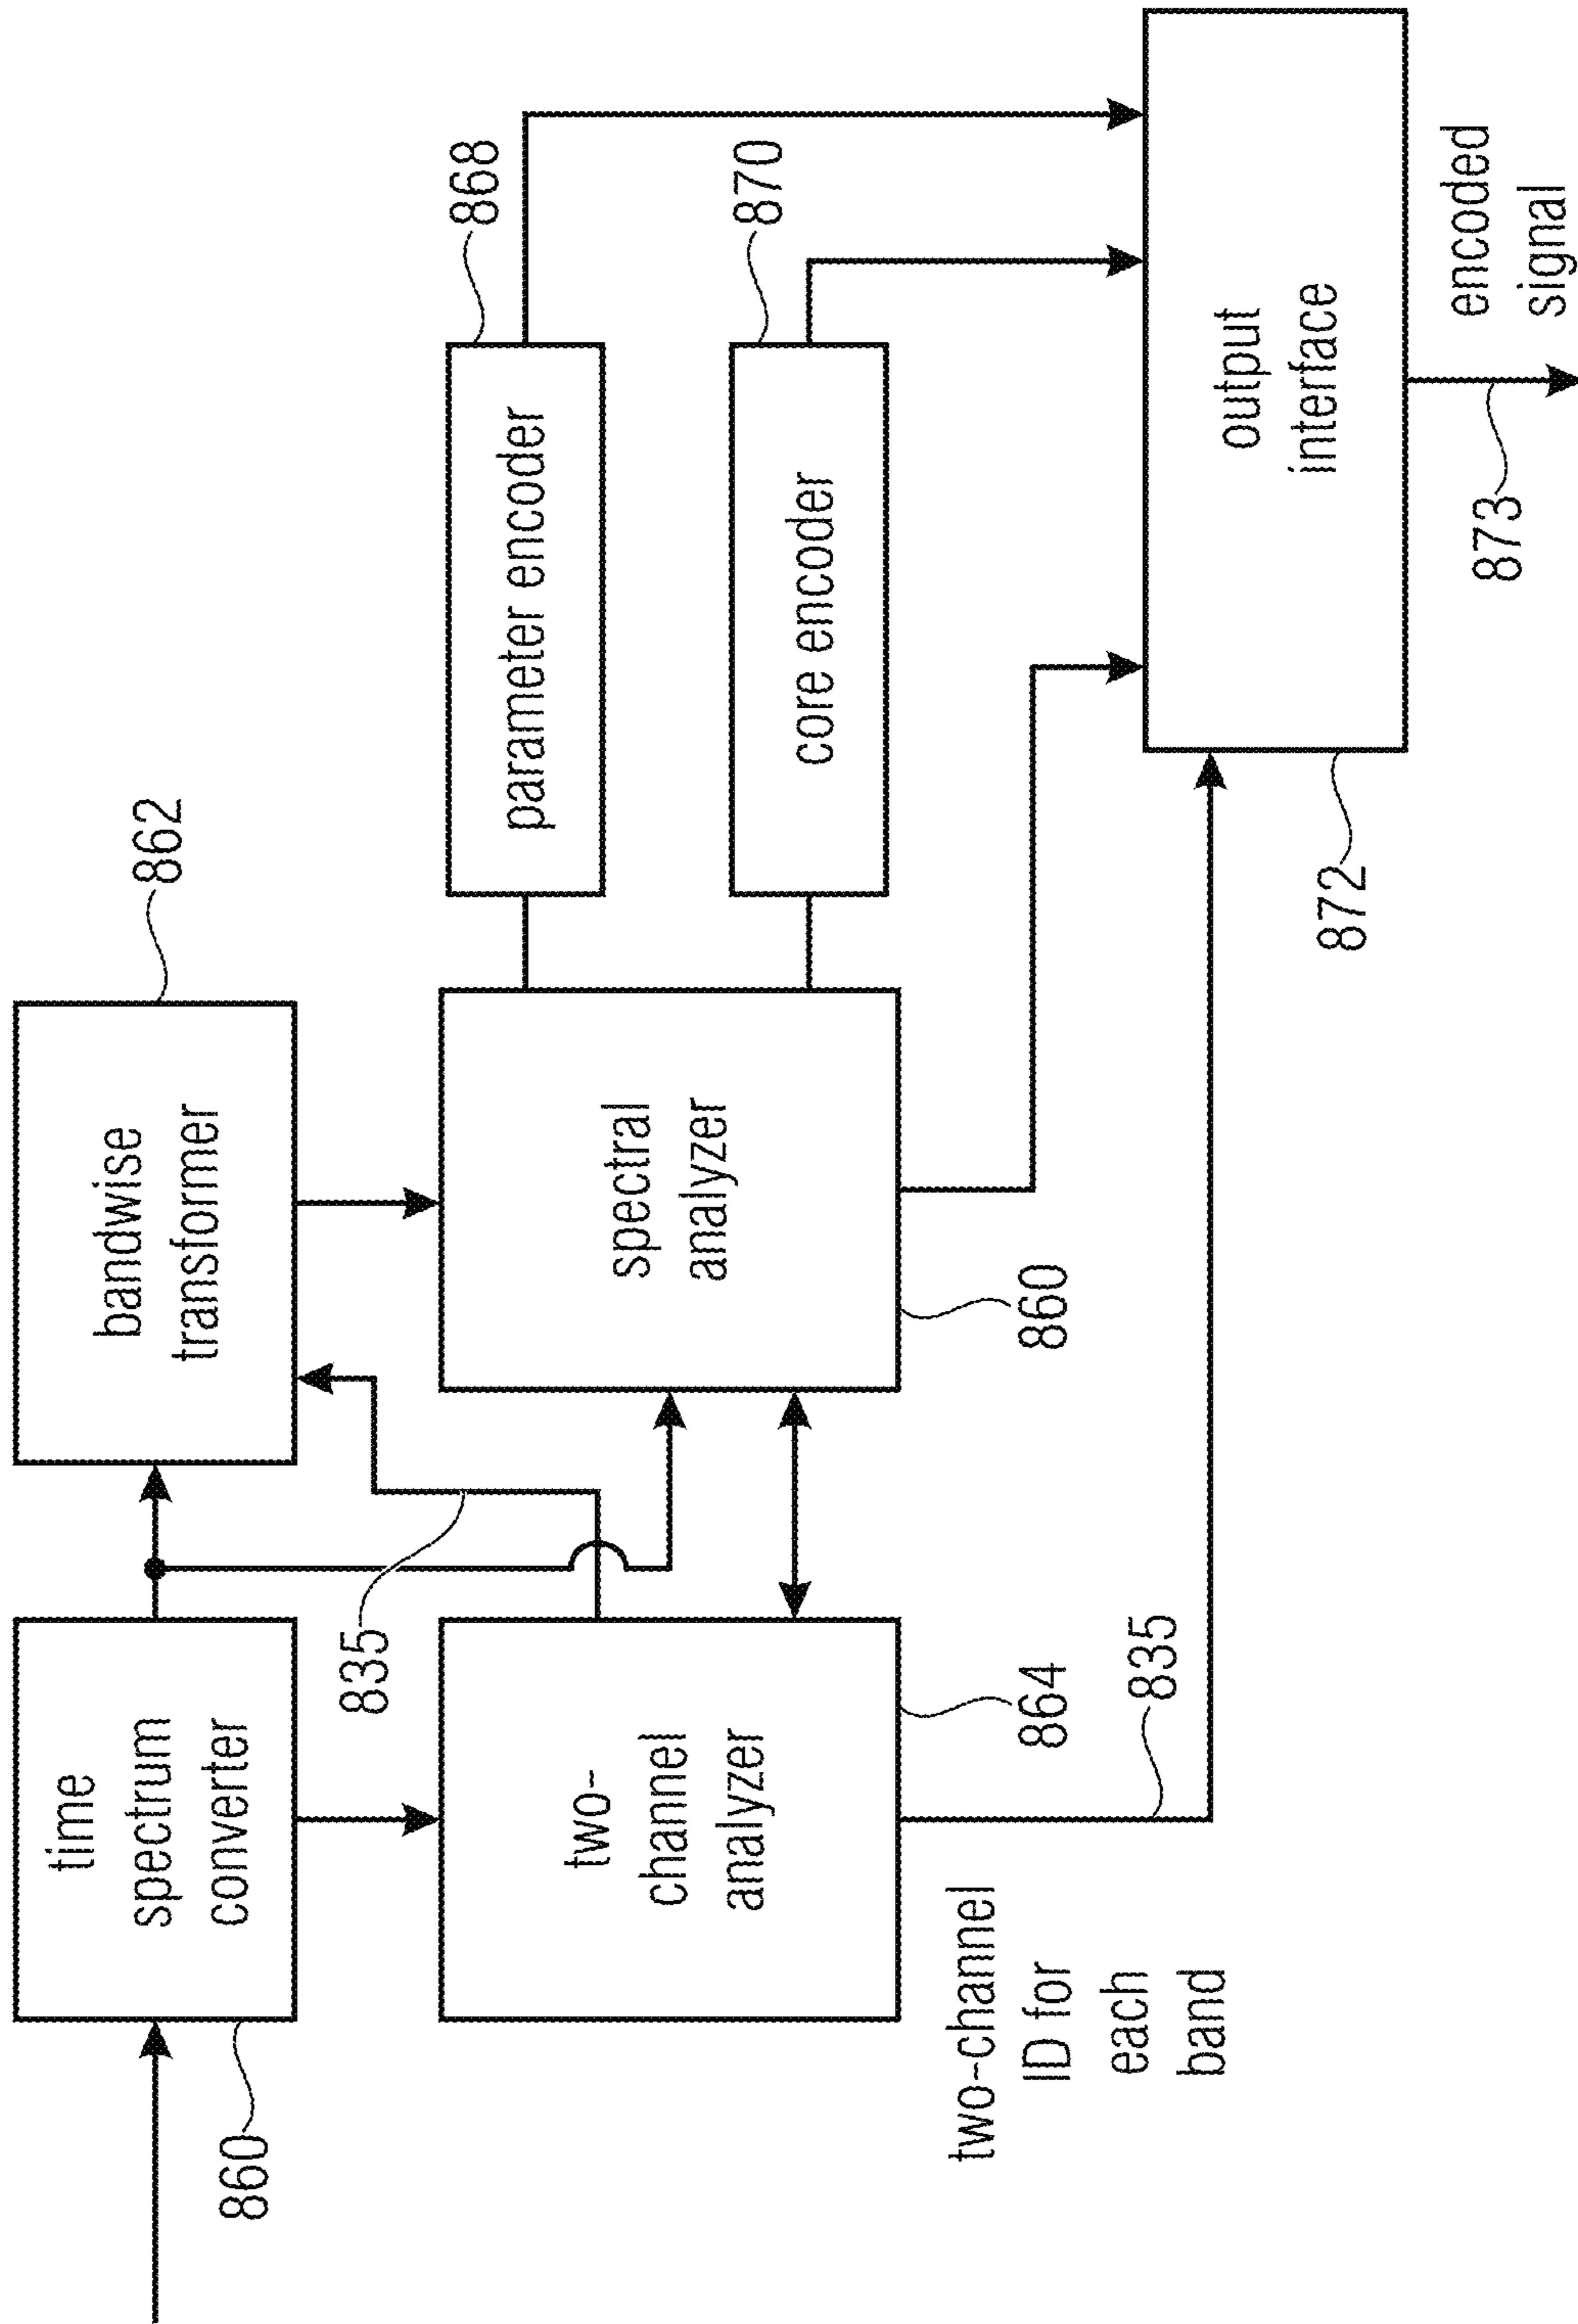 time
spectrum
converter
860
bandwise
transformer
862
835
two-
channel
analyzer
864
spectral
analyzer
860
parameter encoder
868
core encoder
870
two-channel
ID for
each
band
835
output
interface
872
873
encoded
signal